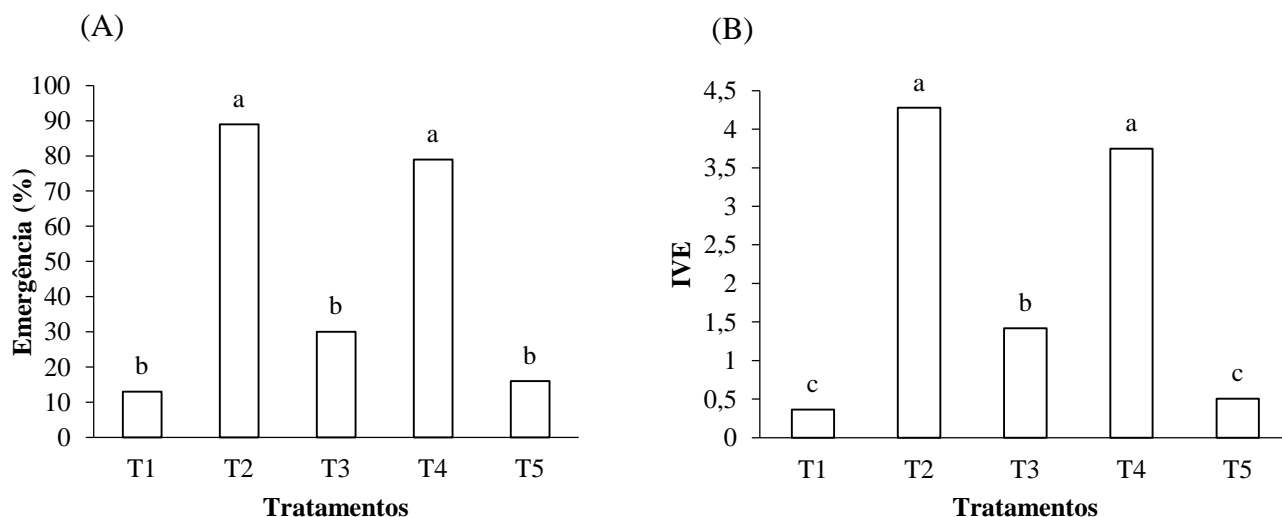 (A)
Emergência (%)
100
90
80
70
60
50
40
30
20
10
0
b
a
b
a
b
T1 T2 T3 T4 T5
Tratamentos
(B)
IVE
4,5
4
3,5
3
2,5
2
1,5
1
0,5
0
c
a
b
a
c
T1 T2 T3 T4 T5
Tratamentos